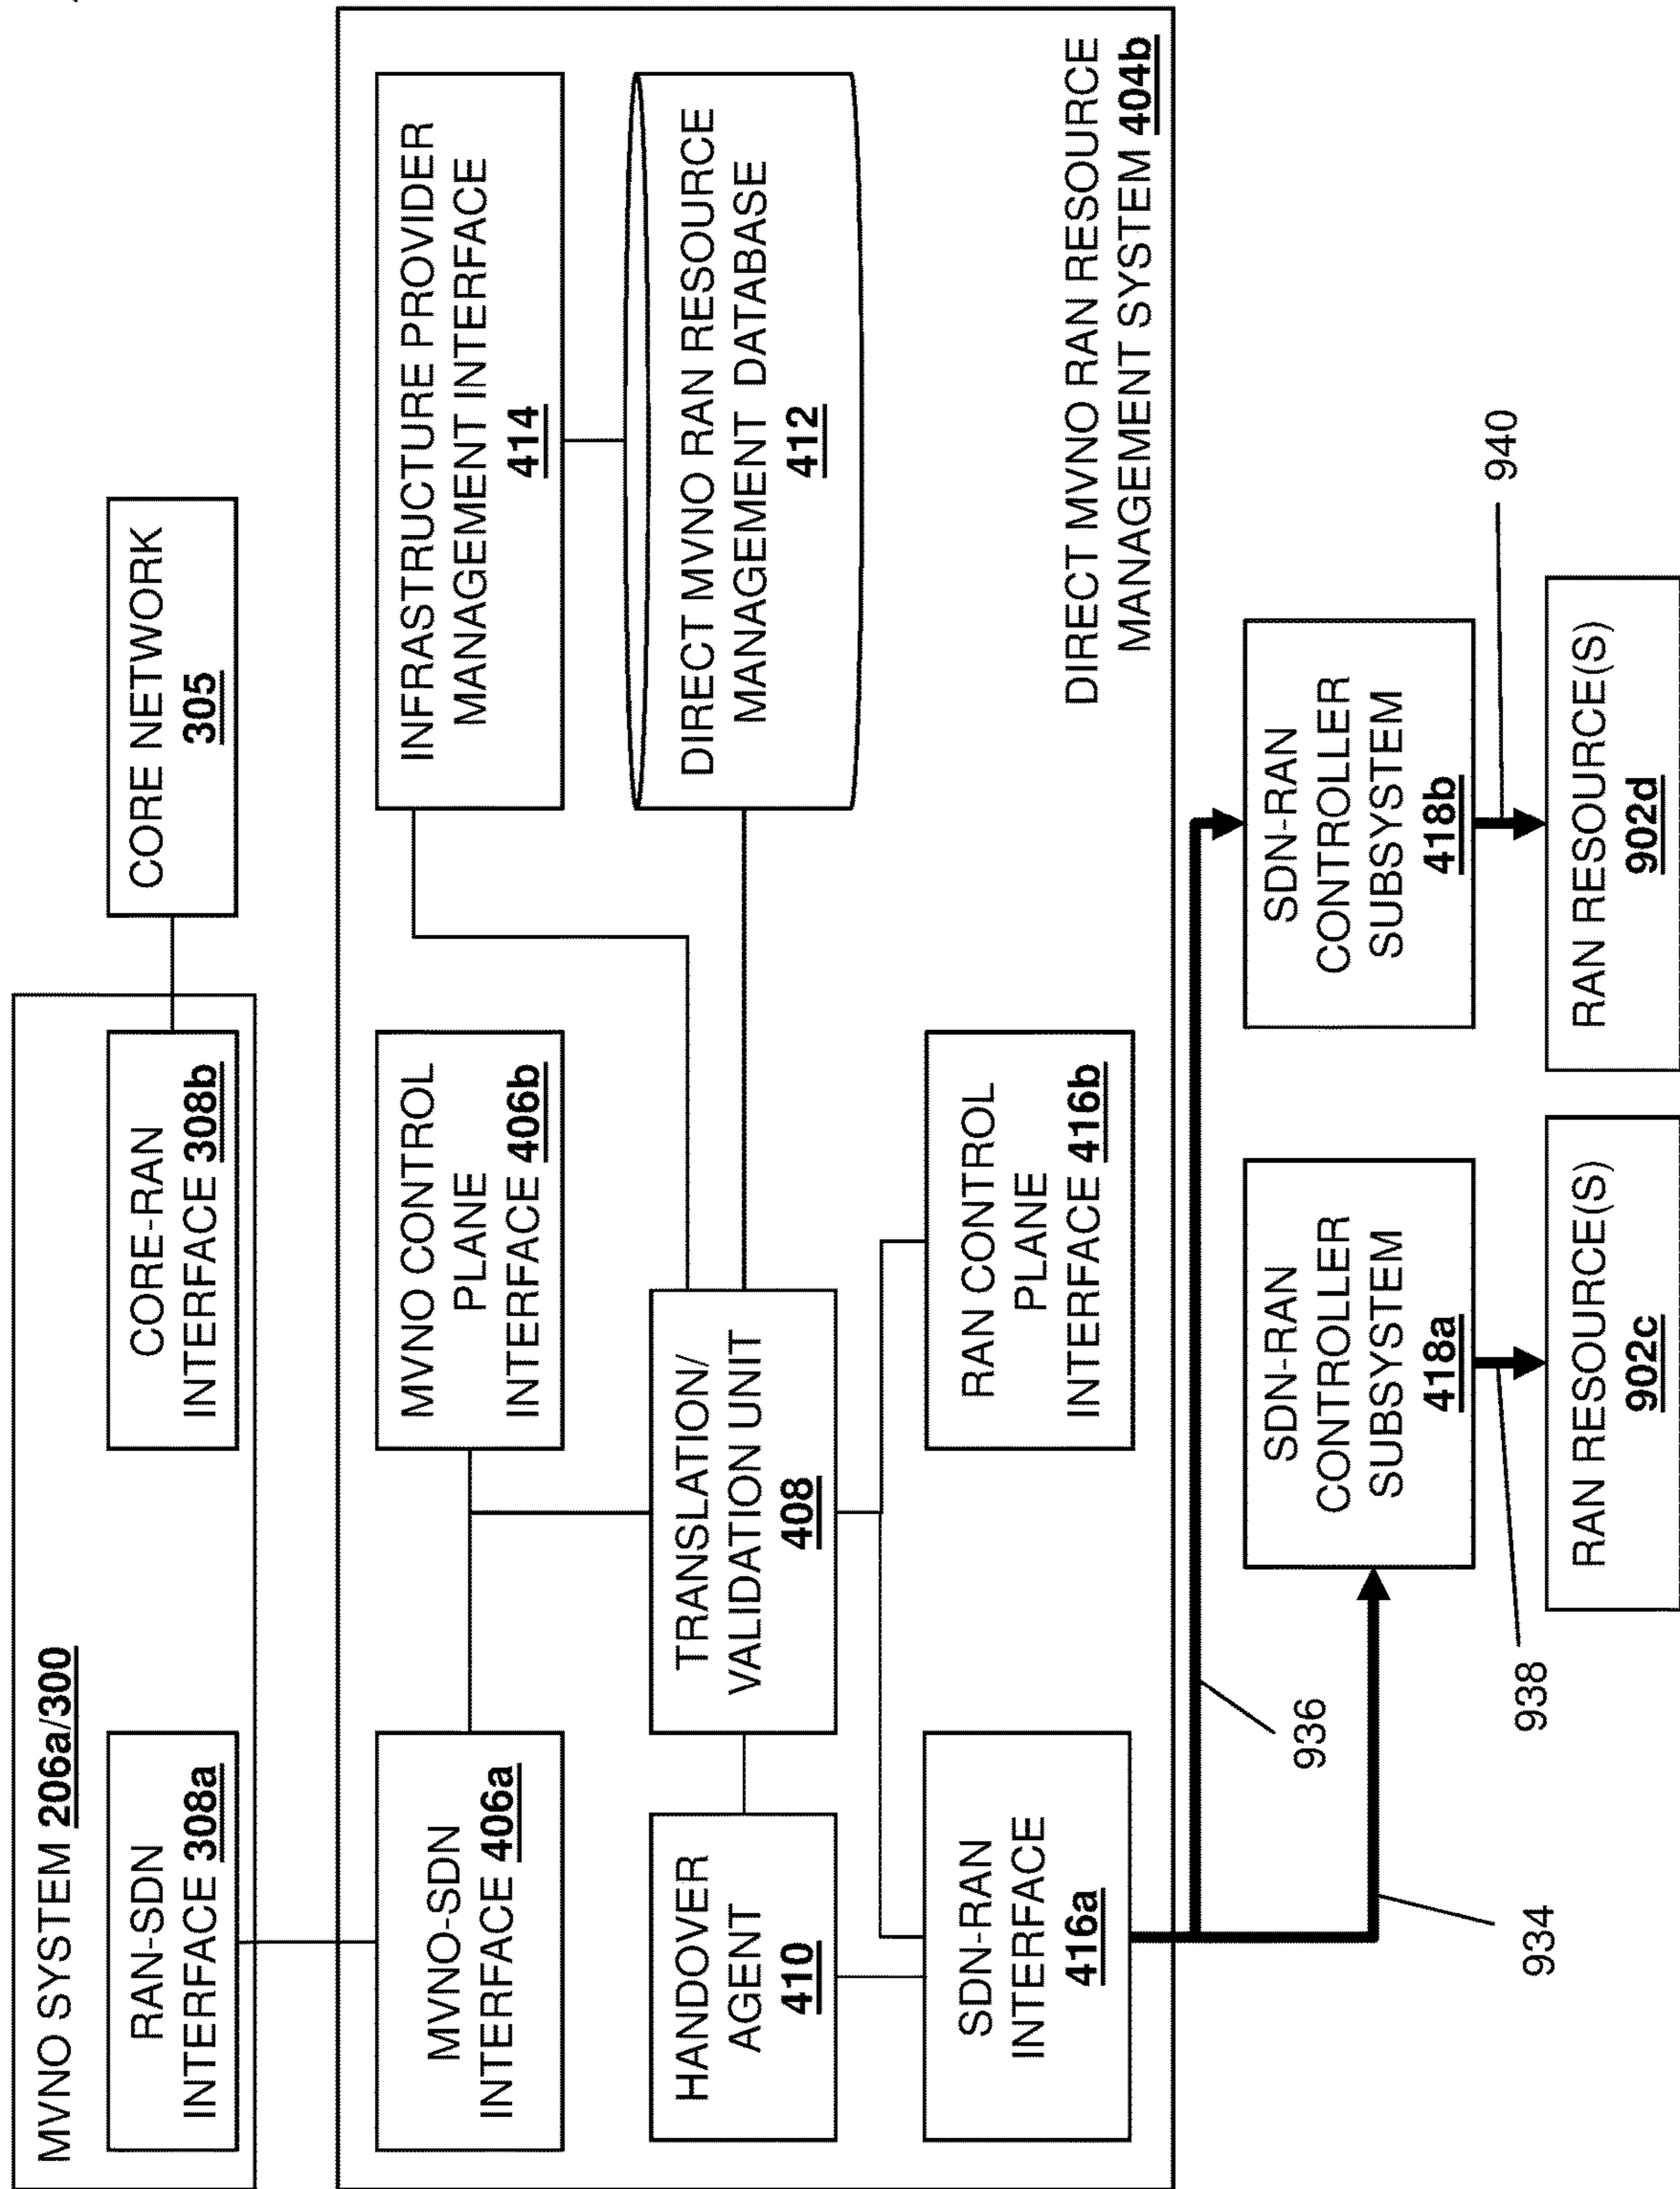 MVNO SYSTEM 206a/300
RAN-SDN
INTERFACE 308a
CORE-RAN
INTERFACE 308b
CORE NETWORK
305
MVNO-SDN
INTERFACE 406a
MVNO CONTROL
PLANE
INTERFACE 406b
INFRASTRUCTURE PROVIDER
MANAGEMENT INTERFACE
414
HANDOVER
AGENT
410
TRANSLATION/
VALIDATION UNIT
408
DIRECT MVNO RAN RESOURCE
MANAGEMENT DATABASE
412
SDN-RAN
INTERFACE
416a
RAN CONTROL
PLANE
INTERFACE 416b
DIRECT MVNO RAN RESOURCE
MANAGEMENT SYSTEM 404b
936
934
SDN-RAN
CONTROLLER
SUBSYSTEM
418a
SDN-RAN
CONTROLLER
SUBSYSTEM
418b
938
940
RAN RESOURCE(S)
902c
RAN RESOURCE(S)
902d